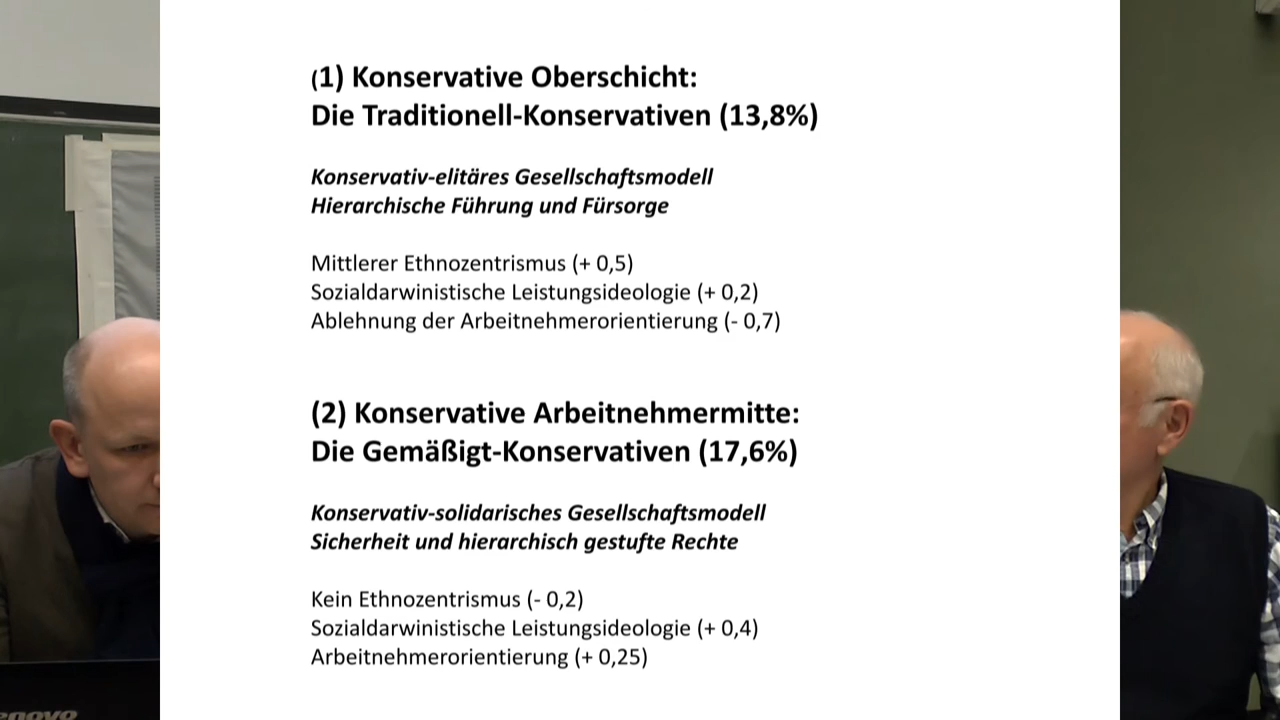 (1) Konservative Oberschicht:
Die Traditionell-Konservativen (13,8%)
Konservativ-elitäres Gesellschaftsmodell
Hierarchische Führung und Fürsorge
Mittlerer Ethnozentrismus (+ 0,5)
Sozialdarwinistische Leistungsideologie (+ 0,2)
Ablehnung der Arbeitnehmerorientierung (- 0,7)
(2) Konservative Arbeitnehmermitte:
Die Gemäßigt-Konservativen (17,6%)
Konservativ-solidarisches Gesellschaftsmodell
Sicherheit und hierarchisch gestufte Rechte
Kein Ethnozentrismus (- 0,2)
Sozialdarwinistische Leistungsideologie (+ 0,4)
Arbeitnehmerorientierung (+ 0,25)
enovo